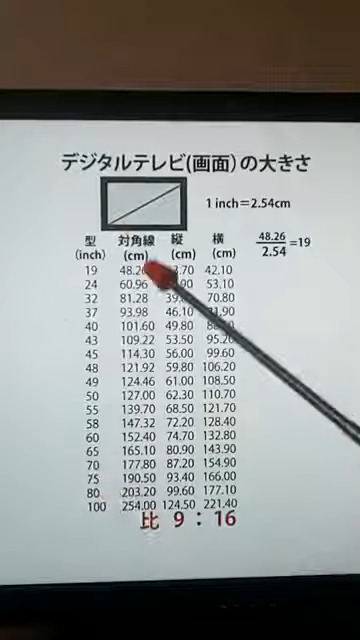 デジタルテレビ(画面)の大きさ
1 inch=2.54cm
型 対角線 縦 横
(inch) (cm) (cm) (cm)
48.26
2.54 =19
19 48.26 42.10
24 60.96 53.10
32 81.28 70.80
37 93.98 46.10
40 101.60 49.80
43 109.22 53.50 95.20
45 114.30 56.00 99.60
48 121.92 59.80 106.20
49 124.46 61.00 108.50
50 127.00 62.30 110.70
55 139.70 68.50 121.70
58 147.32 72.20 128.40
60 152.40 74.70 132.80
65 165.10 80.90 143.90
70 177.80 87.20 154.90
75 190.50 93.40 166.00
80 203.20 99.60 177.10
100 254.00 124.50 221.40
比 9：16